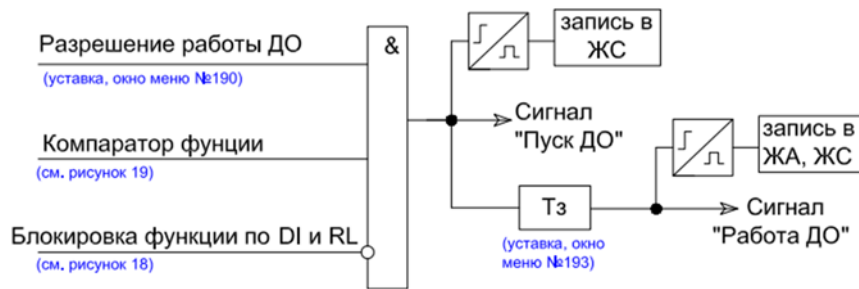 Разрешение работы ДО
(уставка, окно меню №190)
Компаратор фунции
(см. рисунок 19)
Блокировка функции по DI и RL
(см. рисунок 18)
&
запись в
ЖС
Сигнал
"Пуск ДО"
Тз
(уставка, окно
меню №193)
запись в
ЖА, ЖС
Сигнал
"Работа ДО"